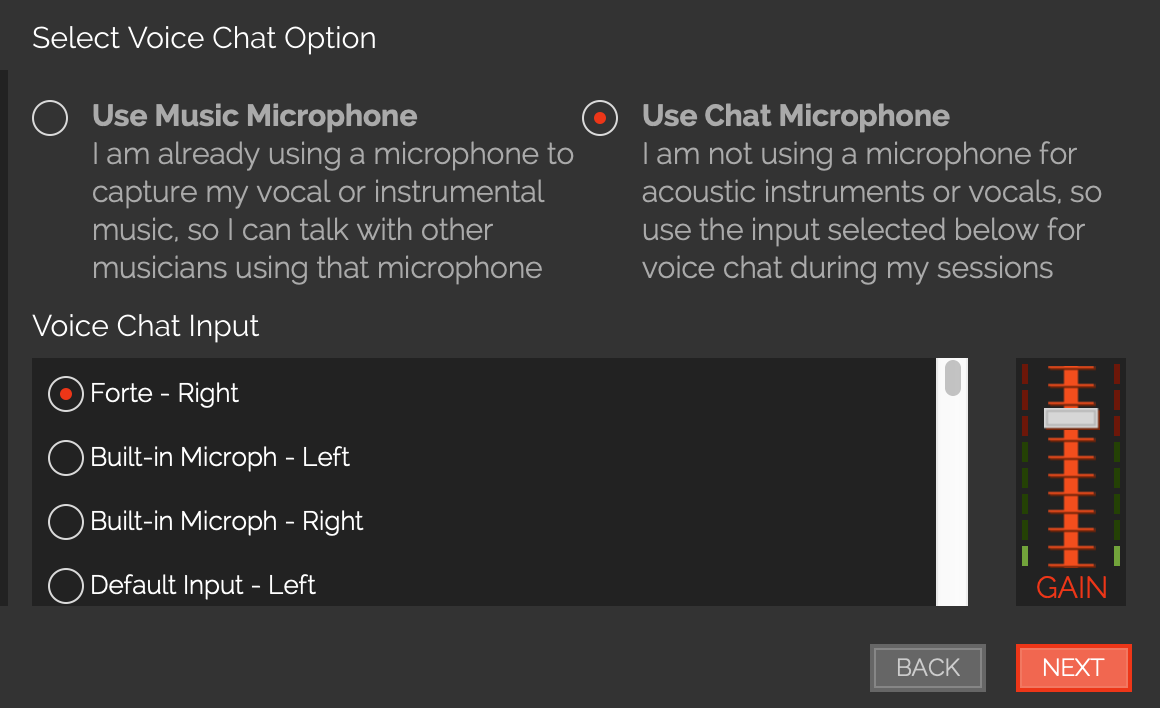 Select Voice Chat Option
Use Music Microphone
I am already using a microphone to
capture my vocal or instrumental
music, so I can talk with other
musicians using that microphone
Use Chat Microphone
I am not using a microphone for
acoustic instruments or vocals, so
use the input selected below for
voice chat during my sessions
Voice Chat Input
Forte - Right
Built-in Microph - Left
Built-in Microph - Right
Default Input - Left
GAIN
BACK
NEXT